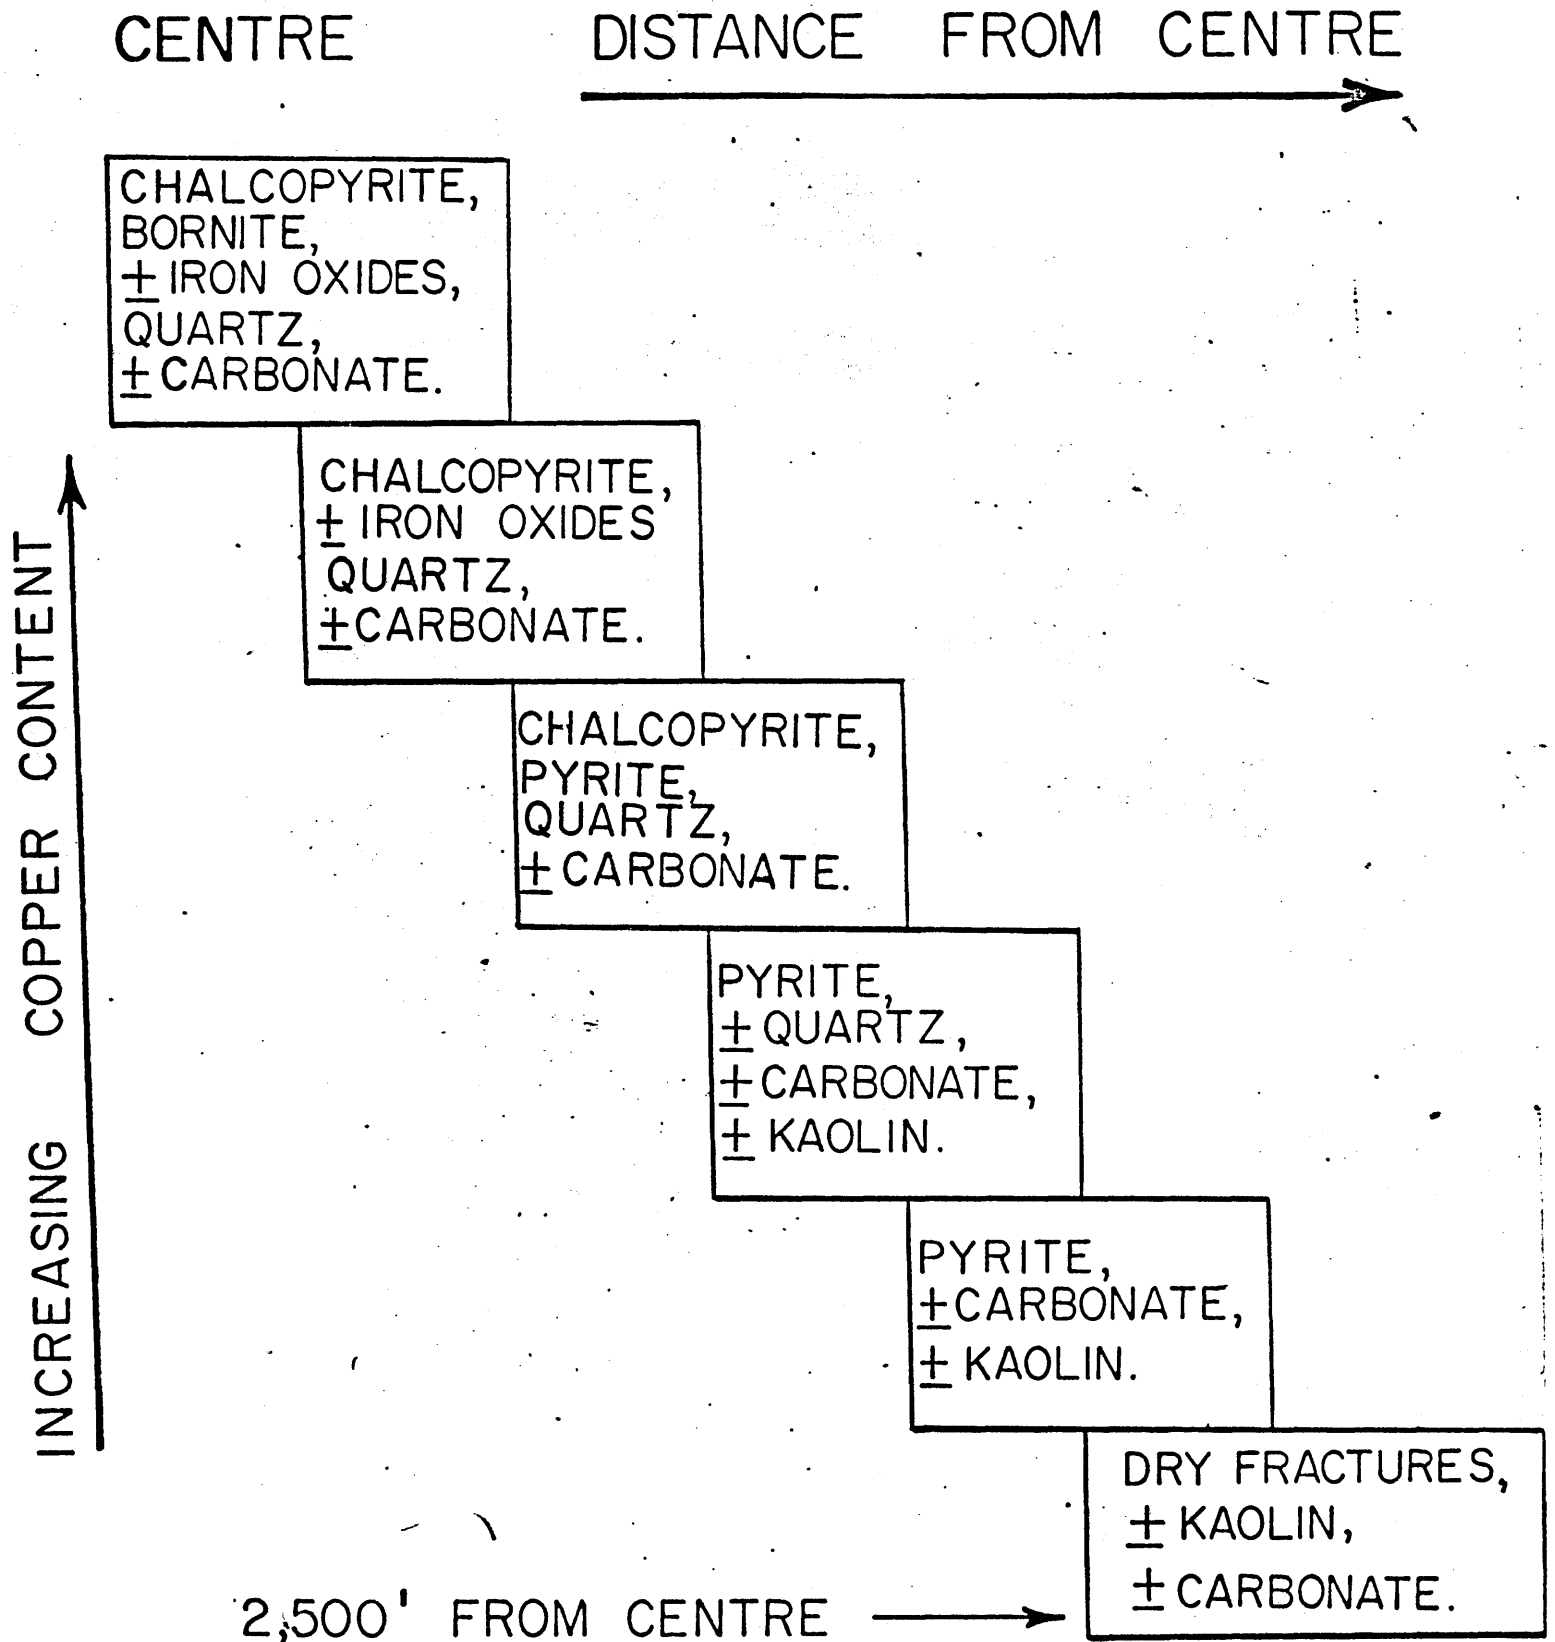 CENTRE
DISTANCE FROM CENTRE
CHALCOPYRITE,
BORNITE,
± IRON OXIDES,
QUARTZ,
± CARBONATE.
CHALCOPYRITE,
± IRON OXIDES
QUARTZ,
± CARBONATE.
CHALCOPYRITE,
PYRITE,
QUARTZ,
± CARBONATE.
PYRITE,
± QUARTZ,
± CARBONATE,
± KAOLIN.
PYRITE,
± CARBONATE,
± KAOLIN.
DRY FRACTURES,
± KAOLIN,
± CARBONATE.
INCREASING COPPER CONTENT
2,500' FROM CENTRE